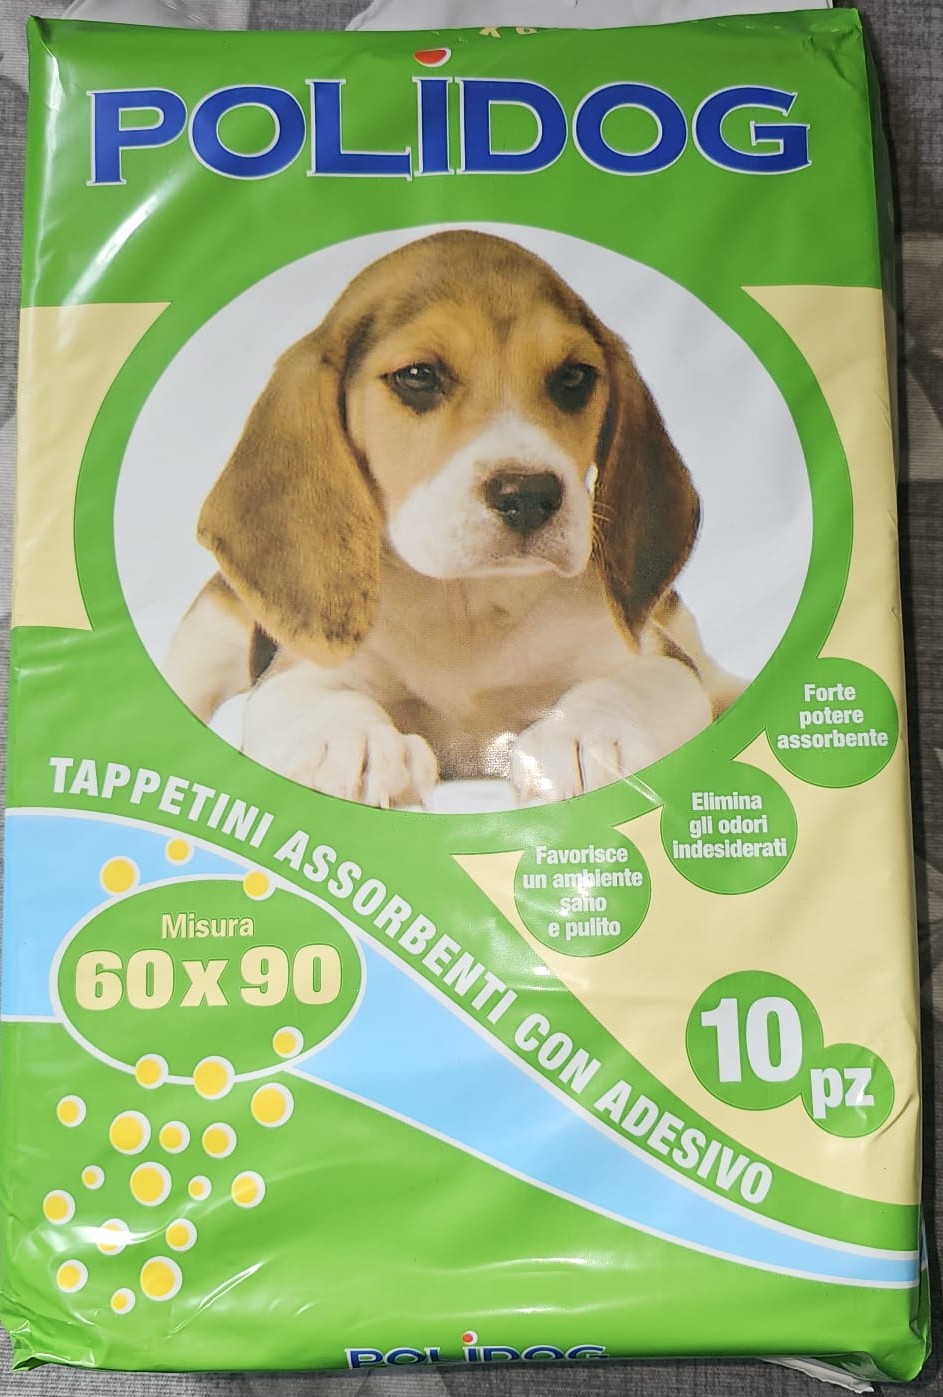 POLIDOG
Forte
potere
assorbente
Elimina
gli odori
indesiderati
Favorisce
un ambiente
sano
e pulito
TAPPETINI ASSORBENTI CON ADESIVO
Misura
60x90
10 pz
POLIDOG